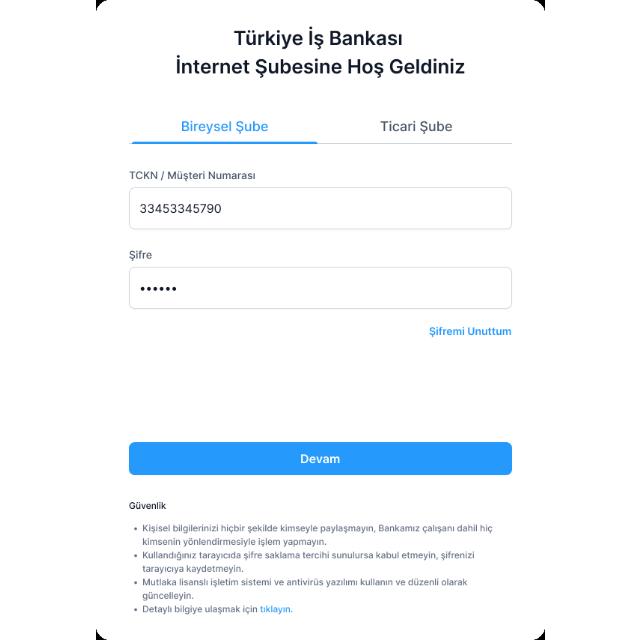 Türkiye İş Bankası
İnternet Şubesine Hoş Geldiniz
Bireysel Şube
Ticari Şube
TCKN / Müşteri Numarası
33453345790
Şifre
••••••
Şifremi Unuttum
Devam
Güvenlik
• Kişisel bilgilerinizi hiçbir şekilde kimseyle paylaşmayın, Bankamız çalışanı dahil hiç
kimsenin yönlendirmesiyle işlem yapmayın.
• Kullandığınız tarayıcıda şifre saklama tercihi sunulursa kabul etmeyin, şifrenizi
tarayıcıya kaydetmeyin.
• Mutlaka lisanslı işletim sistemi ve antivirüs yazılımı kullanın ve düzenli olarak
güncelleyin.
• Detaylı bilgiye ulaşmak için tıklayın.